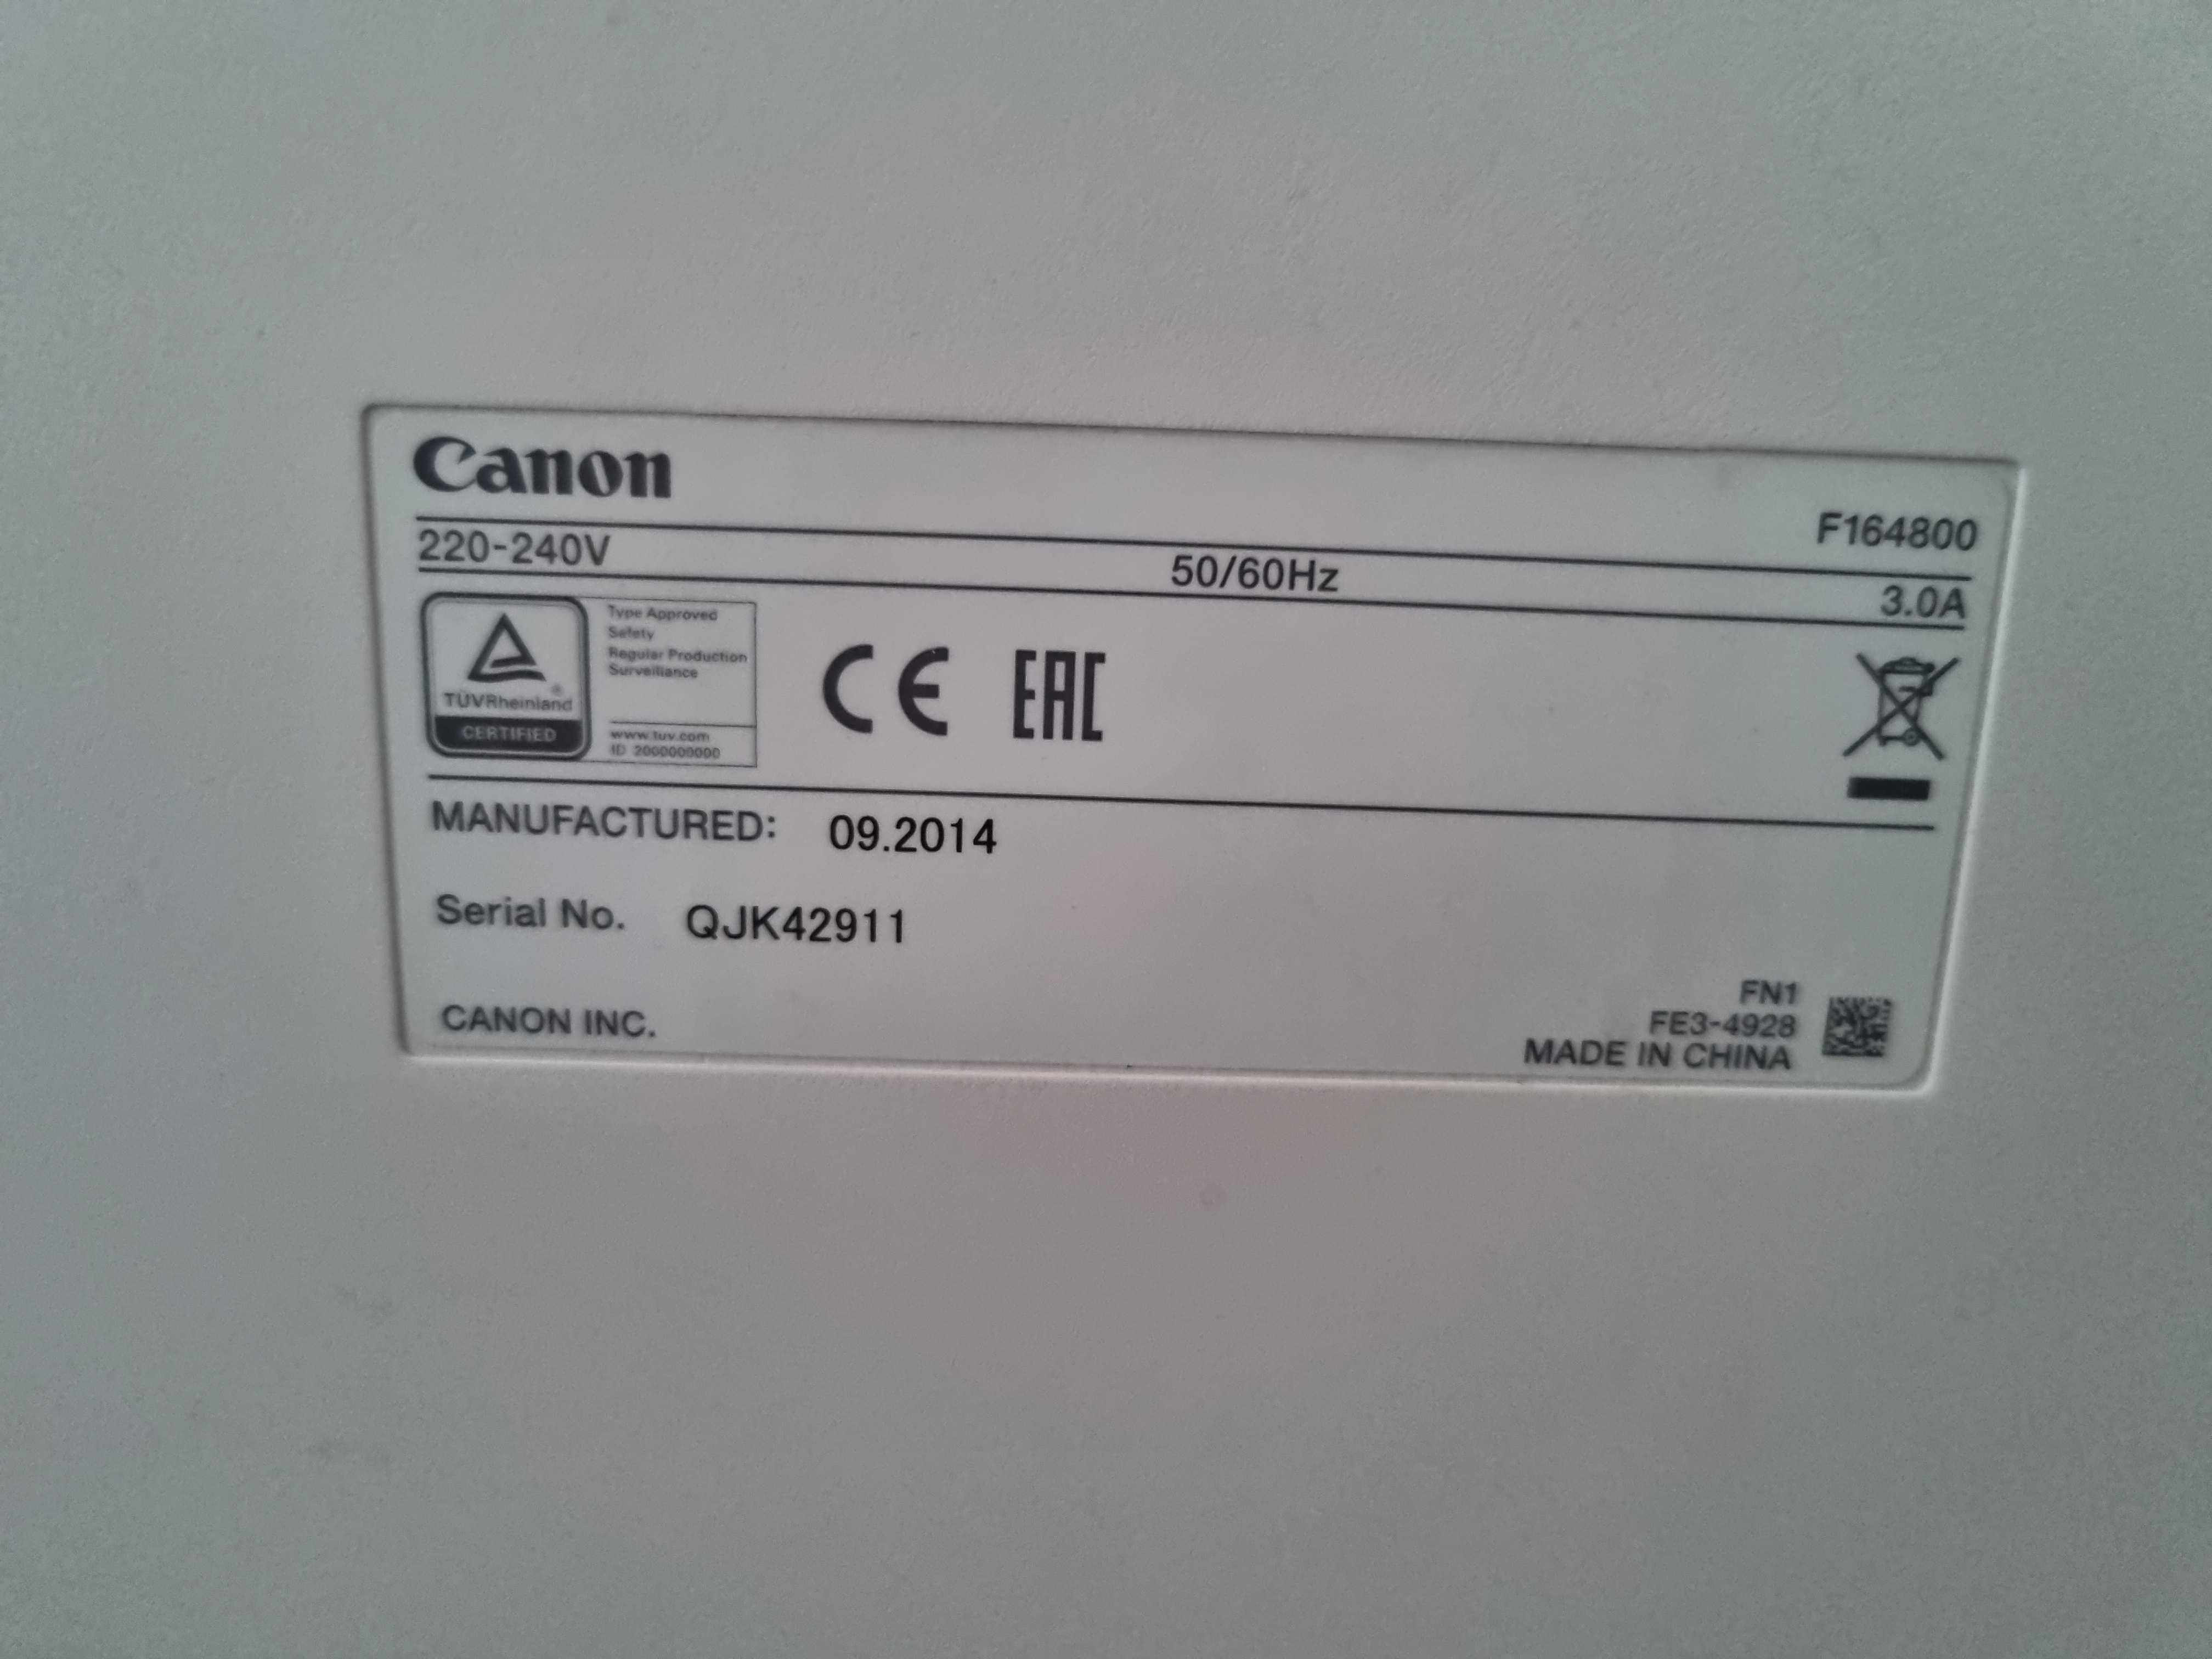 Canon
F164800
220-240V 50/60Hz 3.0A
Type Approved
Safety
Regular Production
Surveillance
TÜVRheinland®
CERTIFIED
www.tuv.com
ID 2000000000
CE EAC
MANUFACTURED: 09.2014
Serial No. QJK42911
FN1
FE3-4928
CANON INC.
MADE IN CHINA